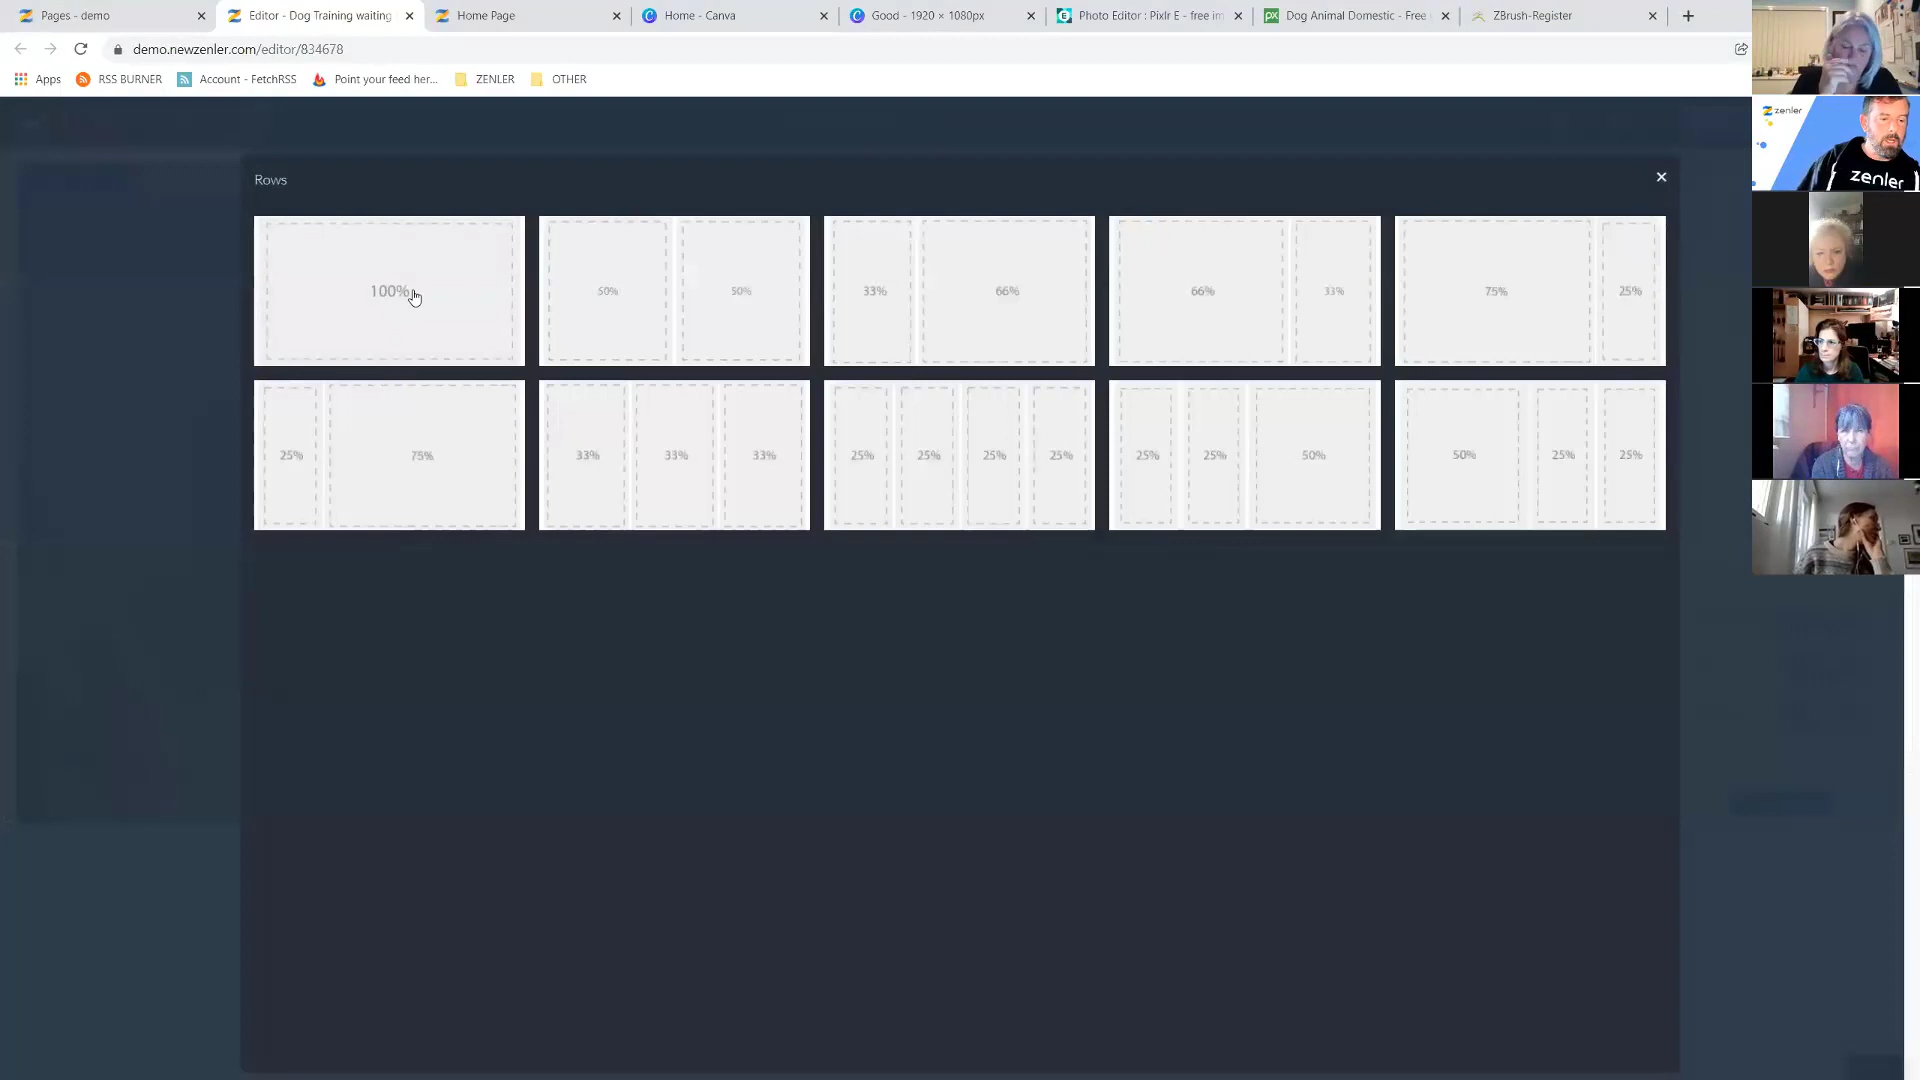 Pages - demo
Editor - Dog Training waiting
Home Page
Home - Canva
Good - 1920 × 1080px
Photo Editor : Pixlr E - free im
Dog Animal Domestic - Free
ZBrush-Register
demo.newzenler.com/editor/834678
Apps
RSS BURNER
Account - FetchRSS
Point your feed her...
ZENLER
OTHER
zenler
zenler
Rows
100%
50%
50%
33%
66%
66%
33%
75%
25%
25%
75%
33%
33%
33%
25%
25%
25%
25%
25%
25%
50%
50%
25%
25%